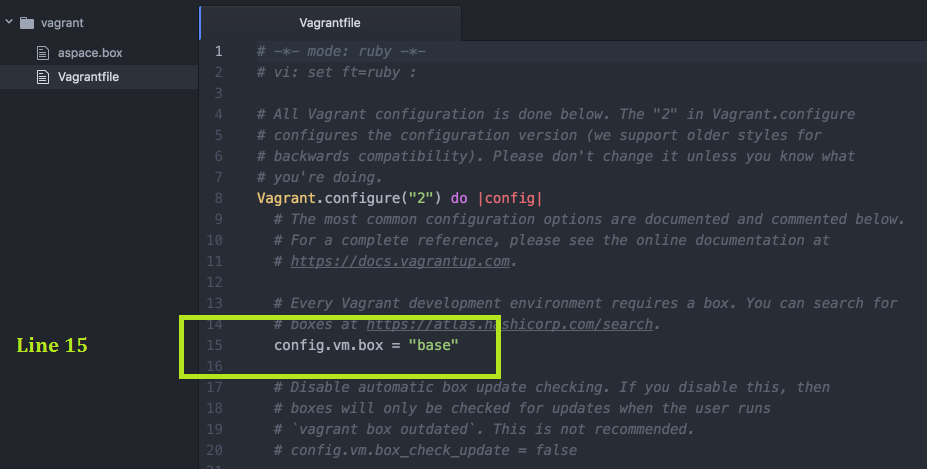 vagrant
aspace.box
Vagrantfile
Vagrantfile
1 # -*- mode: ruby -*-
2 # vi: set ft=ruby :
3
4 # All Vagrant configuration is done below. The "2" in Vagrant.configure
5 # configures the configuration version (we support older styles for
6 # backwards compatibility). Please don't change it unless you know what
7 # you're doing.
8 Vagrant.configure("2") do |config|
9 # The most common configuration options are documented and commented below.
10 # For a complete reference, please see the online documentation at
11 # https://docs.vagrantup.com.
12
13 # Every Vagrant development environment requires a box. You can search for
14 # boxes at https://atlas.hashicorp.com/search.
Line 15
15 config.vm.box = "base"
16
17 # Disable automatic box update checking. If you disable this, then
18 # boxes will only be checked for updates when the user runs
19 # `vagrant box outdated`. This is not recommended.
20 # config.vm.box_check_update = false